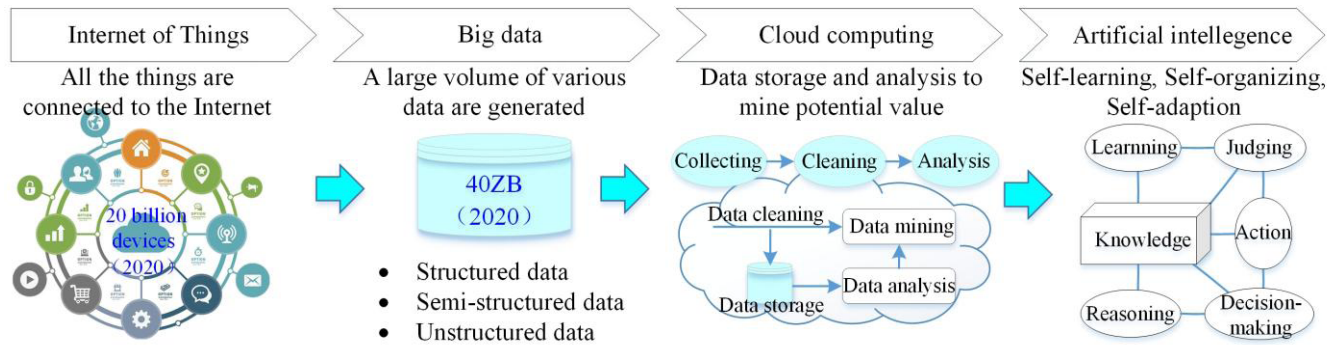 Internet of Things
All the things are
connected to the Internet
20 billion
devices
（2020）
Big data
A large volume of various
data are generated
40ZB
（2020）
• Structured data
• Semi-structured data
• Unstructured data
Cloud computing
Data storage and analysis to
mine potential value
Collecting
Cleaning
Analysis
Data cleaning
Data mining
Data storage
Data analysis
Artificial intellegence
Self-learning, Self-organizing,
Self-adaption
Learnning
Judging
Knowledge
Action
Reasoning
Decision-
making